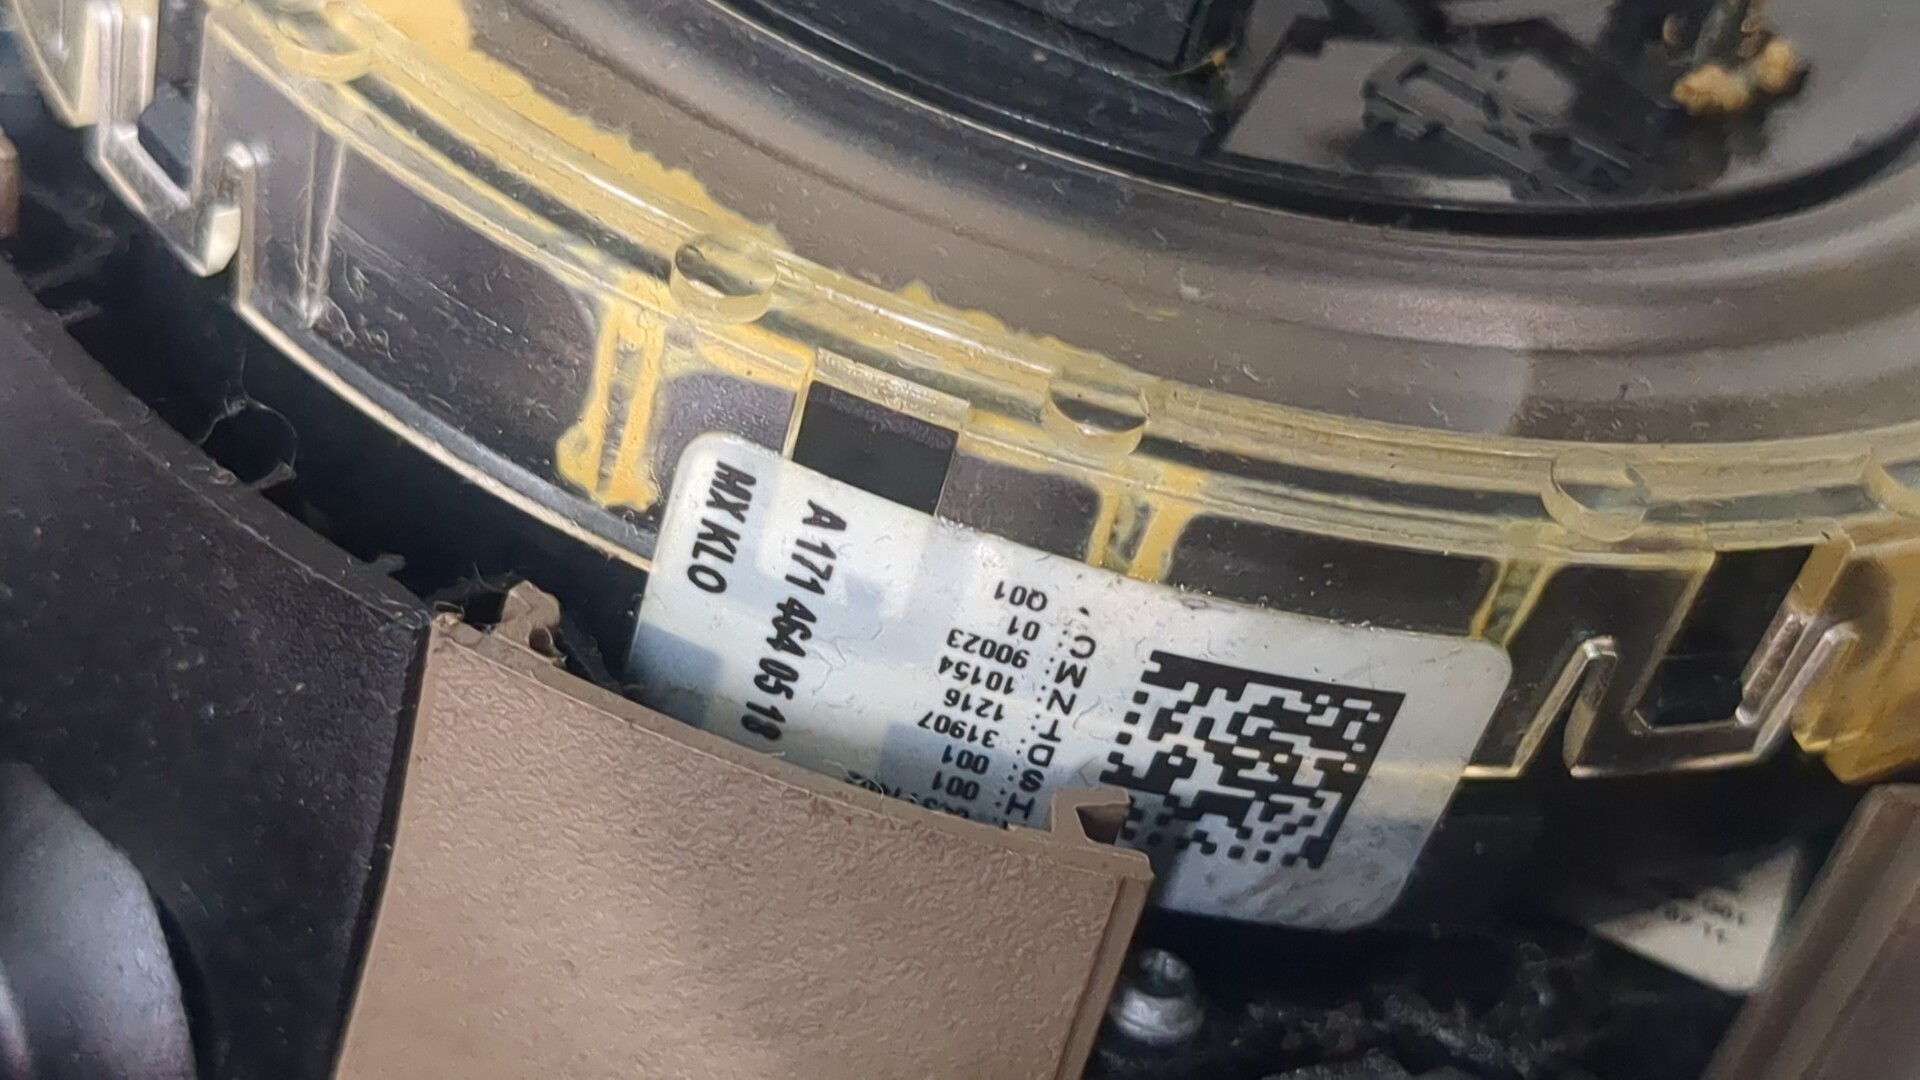 MX KLO
A 171 464 05 18
Q01
C: 01
M: 90023
N: 10154
T: 1216
D: 31907
S: 001
H: 001